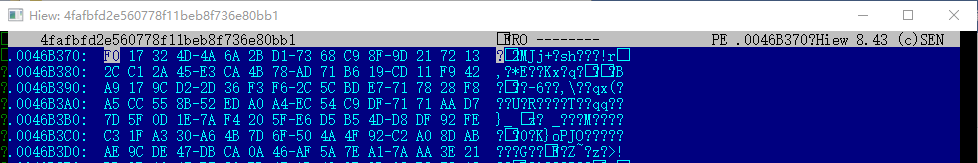 Hiew: 4fafbfd2e560778f11beb8f736e80bb1
4fafbfd2e560778f11beb8f736e80bb1 FRO -------- PE .0046B370?Hiew 8.43 (c)SEN
.0046B370: F0 17 32 4D-4A 6A 2B D1-73 68 C9 8F-9D 21 72 13 ?2MJj+?sh???!r
.0046B380: 2C C1 2A 45-E3 CA 4B 78-AD 71 B6 19-CD 11 F9 42 ,?*E??Kx?q????B
.0046B390: A9 17 9C D2-2D 36 F3 F6-2C 5C BD E7-71 78 28 F8 ???-6??,\??qx(?
.0046B3A0: A5 CC 55 8B-52 ED A0 A4-EC 54 C9 DF-71 71 AA D7 ??U?R????T??qq??
.0046B3B0: 7D 5F 0D 1E-7A F4 20 5F-E6 D5 B5 4D-D8 DF 92 FE }_ z? _???M????
.0046B3C0: C3 1F A3 30-A6 4B 7D 6F-50 4A 4F 92-C2 A0 8D AB ??0?K}oPJO?????
.0046B3D0: AE 9C DE 47-DB CA 0A 46-AF 5A 7E A1-7A AA 3E 21 ???G???F?Z~?z?>!